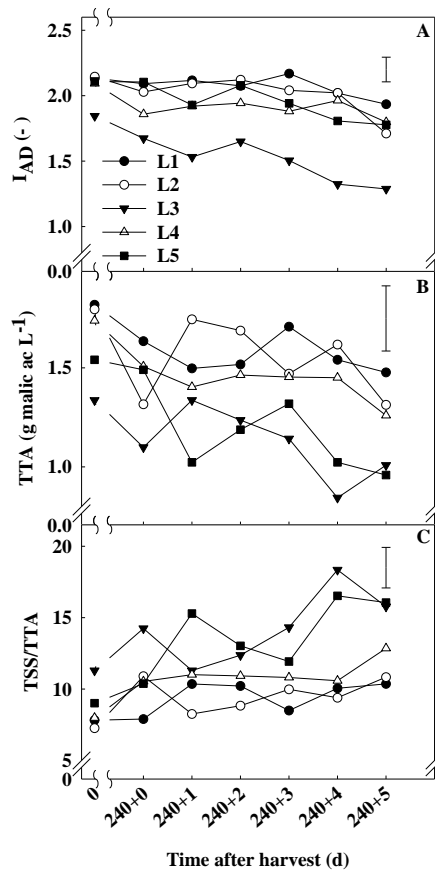 A
2.5
2.0
1.5
1.0
0.0
I_AD (-)
L1
L2
L3
L4
L5
B
1.5
1.0
0.0
TTA (g malic ac L⁻¹)
C
20
15
10
5
0
TSS/TTA
0
240+0
240+1
240+2
240+3
240+4
240+5
Time after harvest (d)